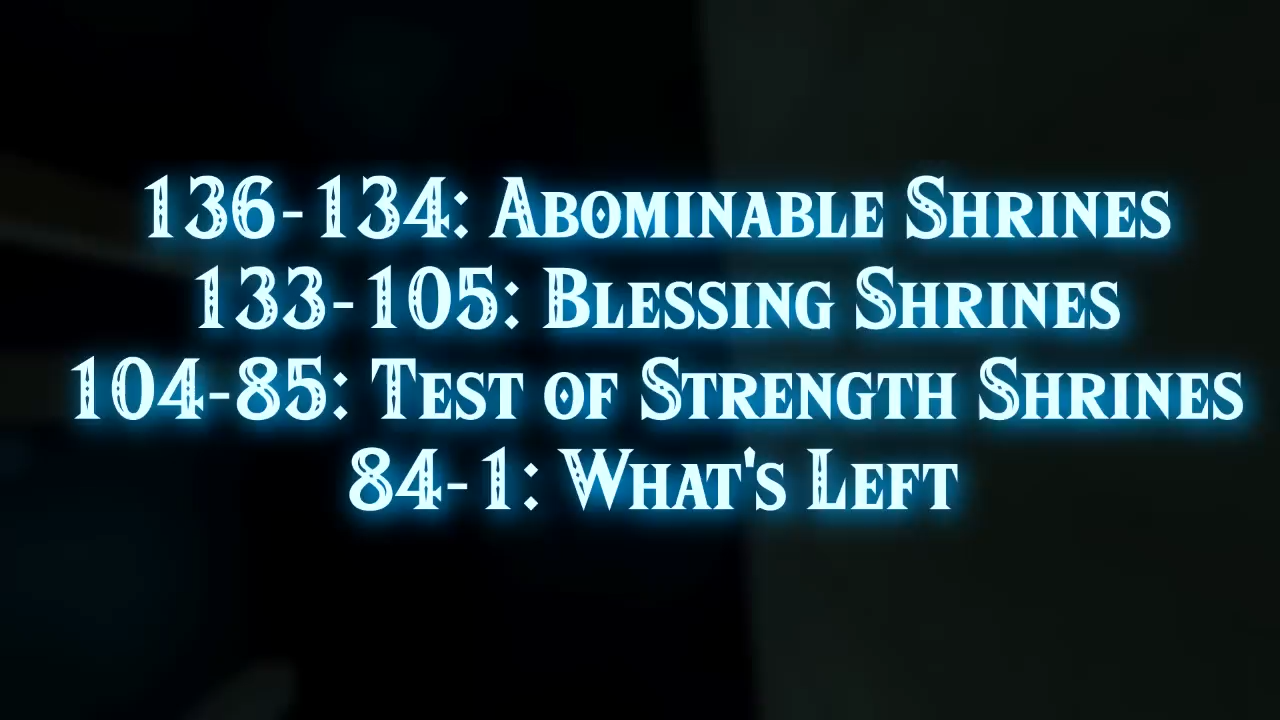 136-134: Abominable Shrines
133-105: Blessing Shrines
104-85: Test of Strength Shrines
84-1: What's Left